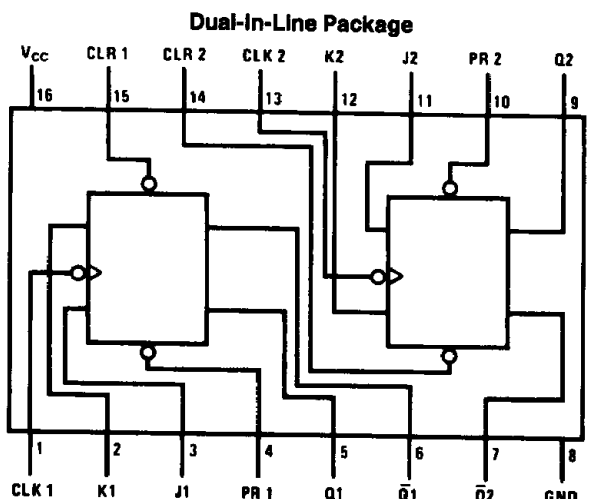 Dual-In-Line Package
VCC CLR 1 CLR 2 CLK 2 K2 J2 PR 2 Q2
16 15 14 13 12 11 10 9
1 2 3 4 5 6 7 8
CLK 1 K1 J1 PR 1 Q1 Q̅1 Q̅2 GND